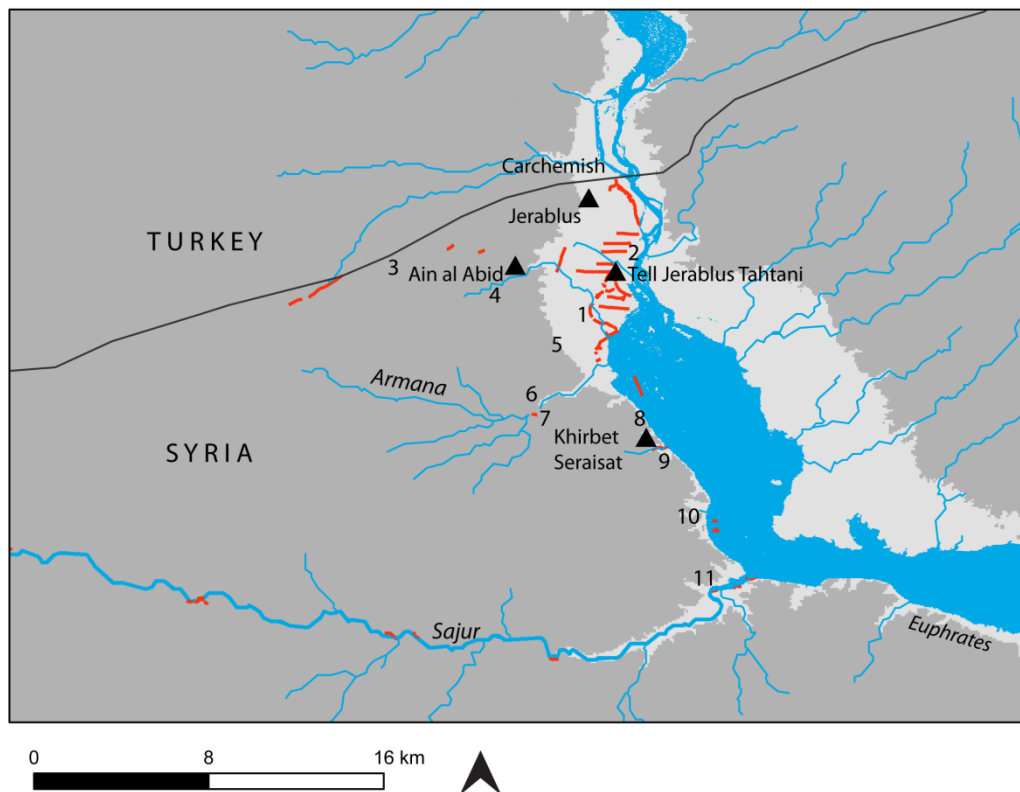 Carchemish
Jerablus
TURKEY
2
3
Ain al Abid
Tell Jerablus Tahtani
4
1
5
Armana
6
7
8
SYRIA
Khirbet
Seraisat
9
10
11
Sajur
Euphrates
0 8 16 km